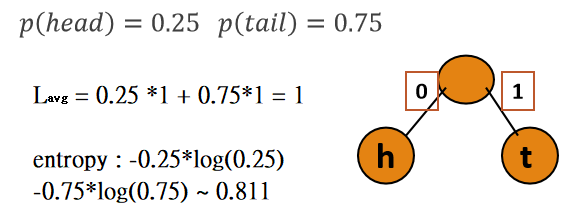 p(head) = 0.25 p(tail) = 0.75
Lavg = 0.25 *1 + 0.75*1 = 1
0 1
h t
entropy : -0.25*log(0.25)
-0.75*log(0.75) ~ 0.811